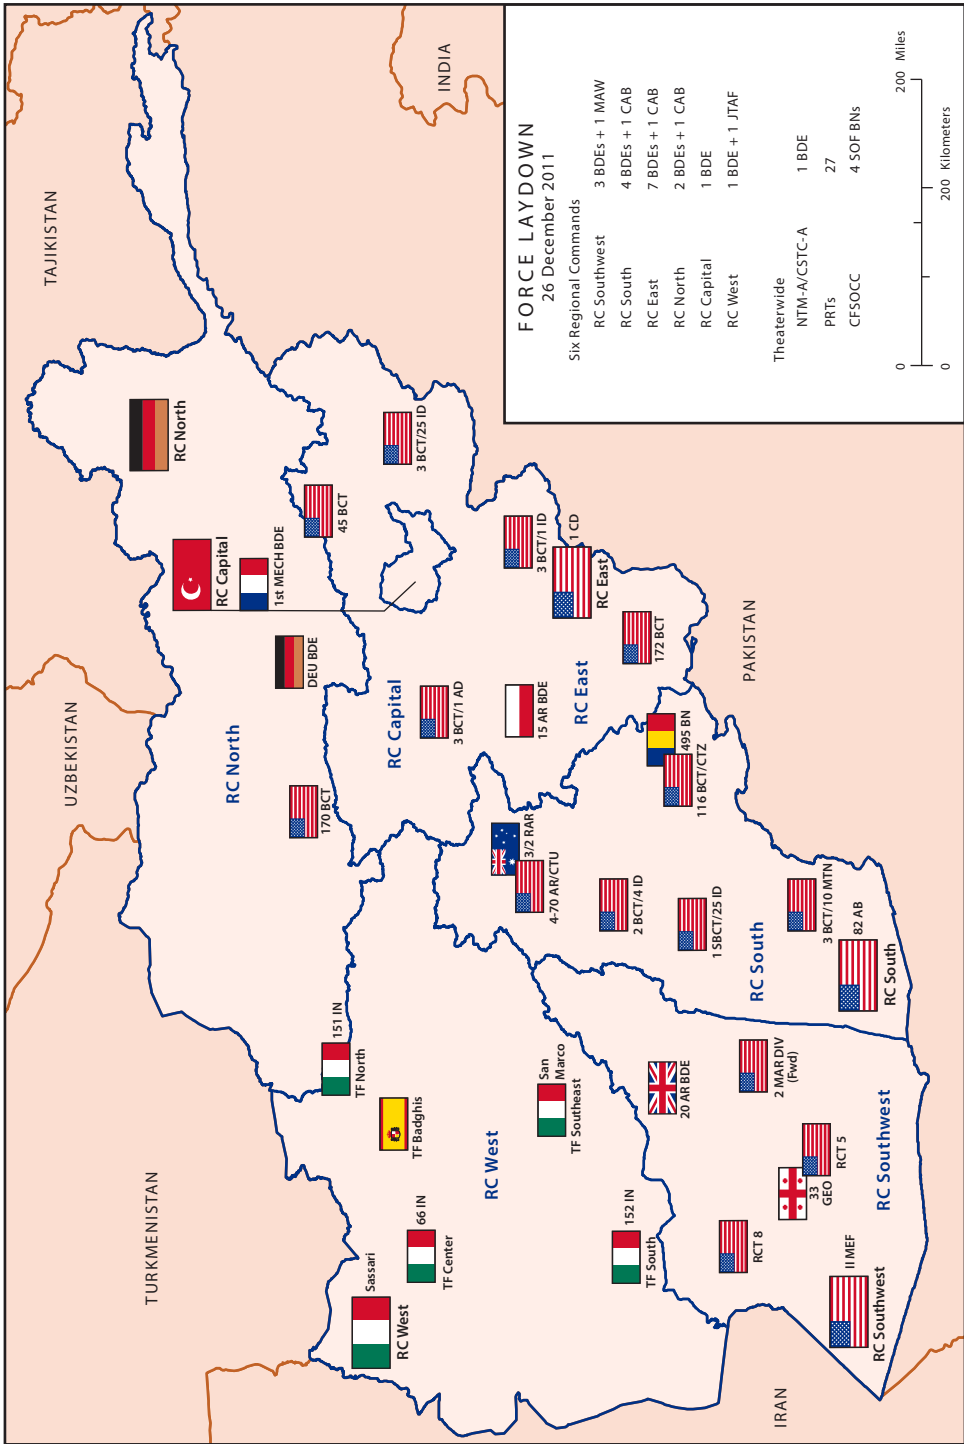 TAJIKISTAN
INDIA
UZBEKISTAN
TURKMENISTAN
PAKISTAN
IRAN
RC North
RC Capital
1st MECH BDE
DEU BDE
RC North
170 BCT
45 BCT
3 BCT/25 ID
RC Capital
3 BCT/1 AD
15 AR BDE
3 BCT/1 ID
1 CD
RC East
RC East
172 BCT
495 BN
116 BCT/CTZ
3/2 RAR
4-70 AR/CTU
2 BCT/4 ID
1 SBCT/25 ID
RC South
3 BCT/10 MTN
82 AB
RC South
151 IN
TF North
TF Badghis
66 IN
TF Center
Sassari
RC West
RC West
San
Marco
TF Southeast
152 IN
TF South
20 AR BDE
2 MAR DIV
(Fwd)
RCT 5
33
GEO
RCT 8
RC Southwest
II MEF
RC Southwest
FORCE LAYDOWN
26 December 2011
Six Regional Commands
RC Southwest 3 BDEs + 1 MAW
RC South 4 BDEs + 1 CAB
RC East 7 BDEs + 1 CAB
RC North 2 BDEs + 1 CAB
RC Capital 1 BDE
RC West 1 BDE + 1 JTAF
Theaterwide
NTM-A/CSTC-A 1 BDE
PRTs 27
CFSOCC 4 SOF BNs
0 200 Miles
0 200 Kilometers